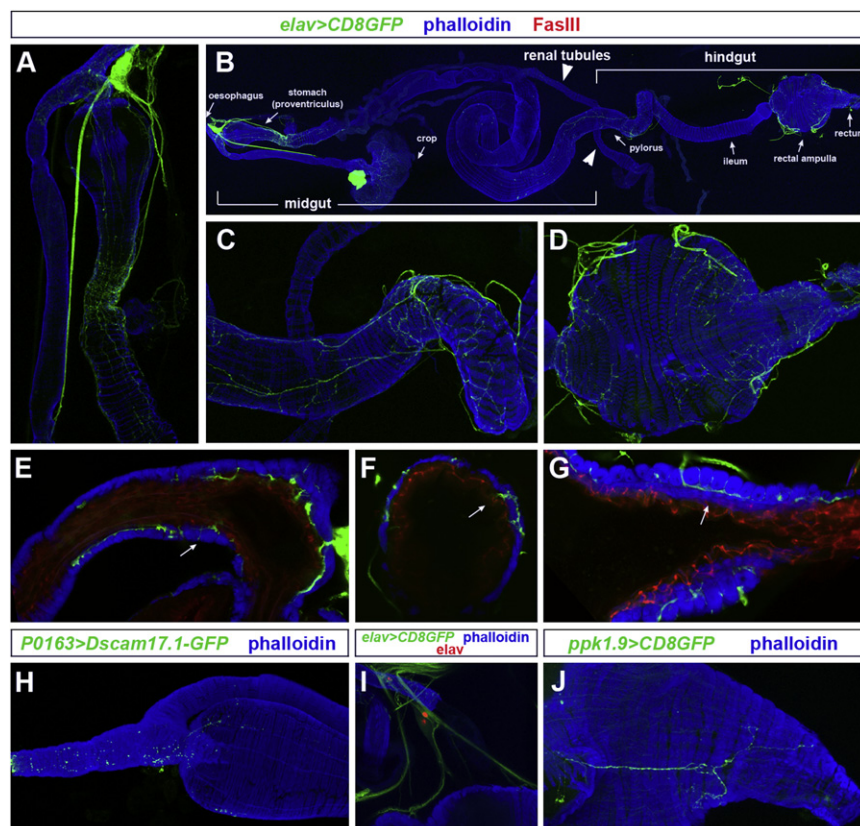 elav>CD8GFP phalloidin FasIII
A
B
renal tubules
hindgut
oesophagus
stomach
(proventriculus)
crop
pylorus
ileum
rectal ampulla
rectum
midgut
C
D
E
F
G
P0163>Dscam17.1-GFP phalloidin
elav>CD8GFP phalloidin
elav
ppk1.9>CD8GFP phalloidin
H
I
J